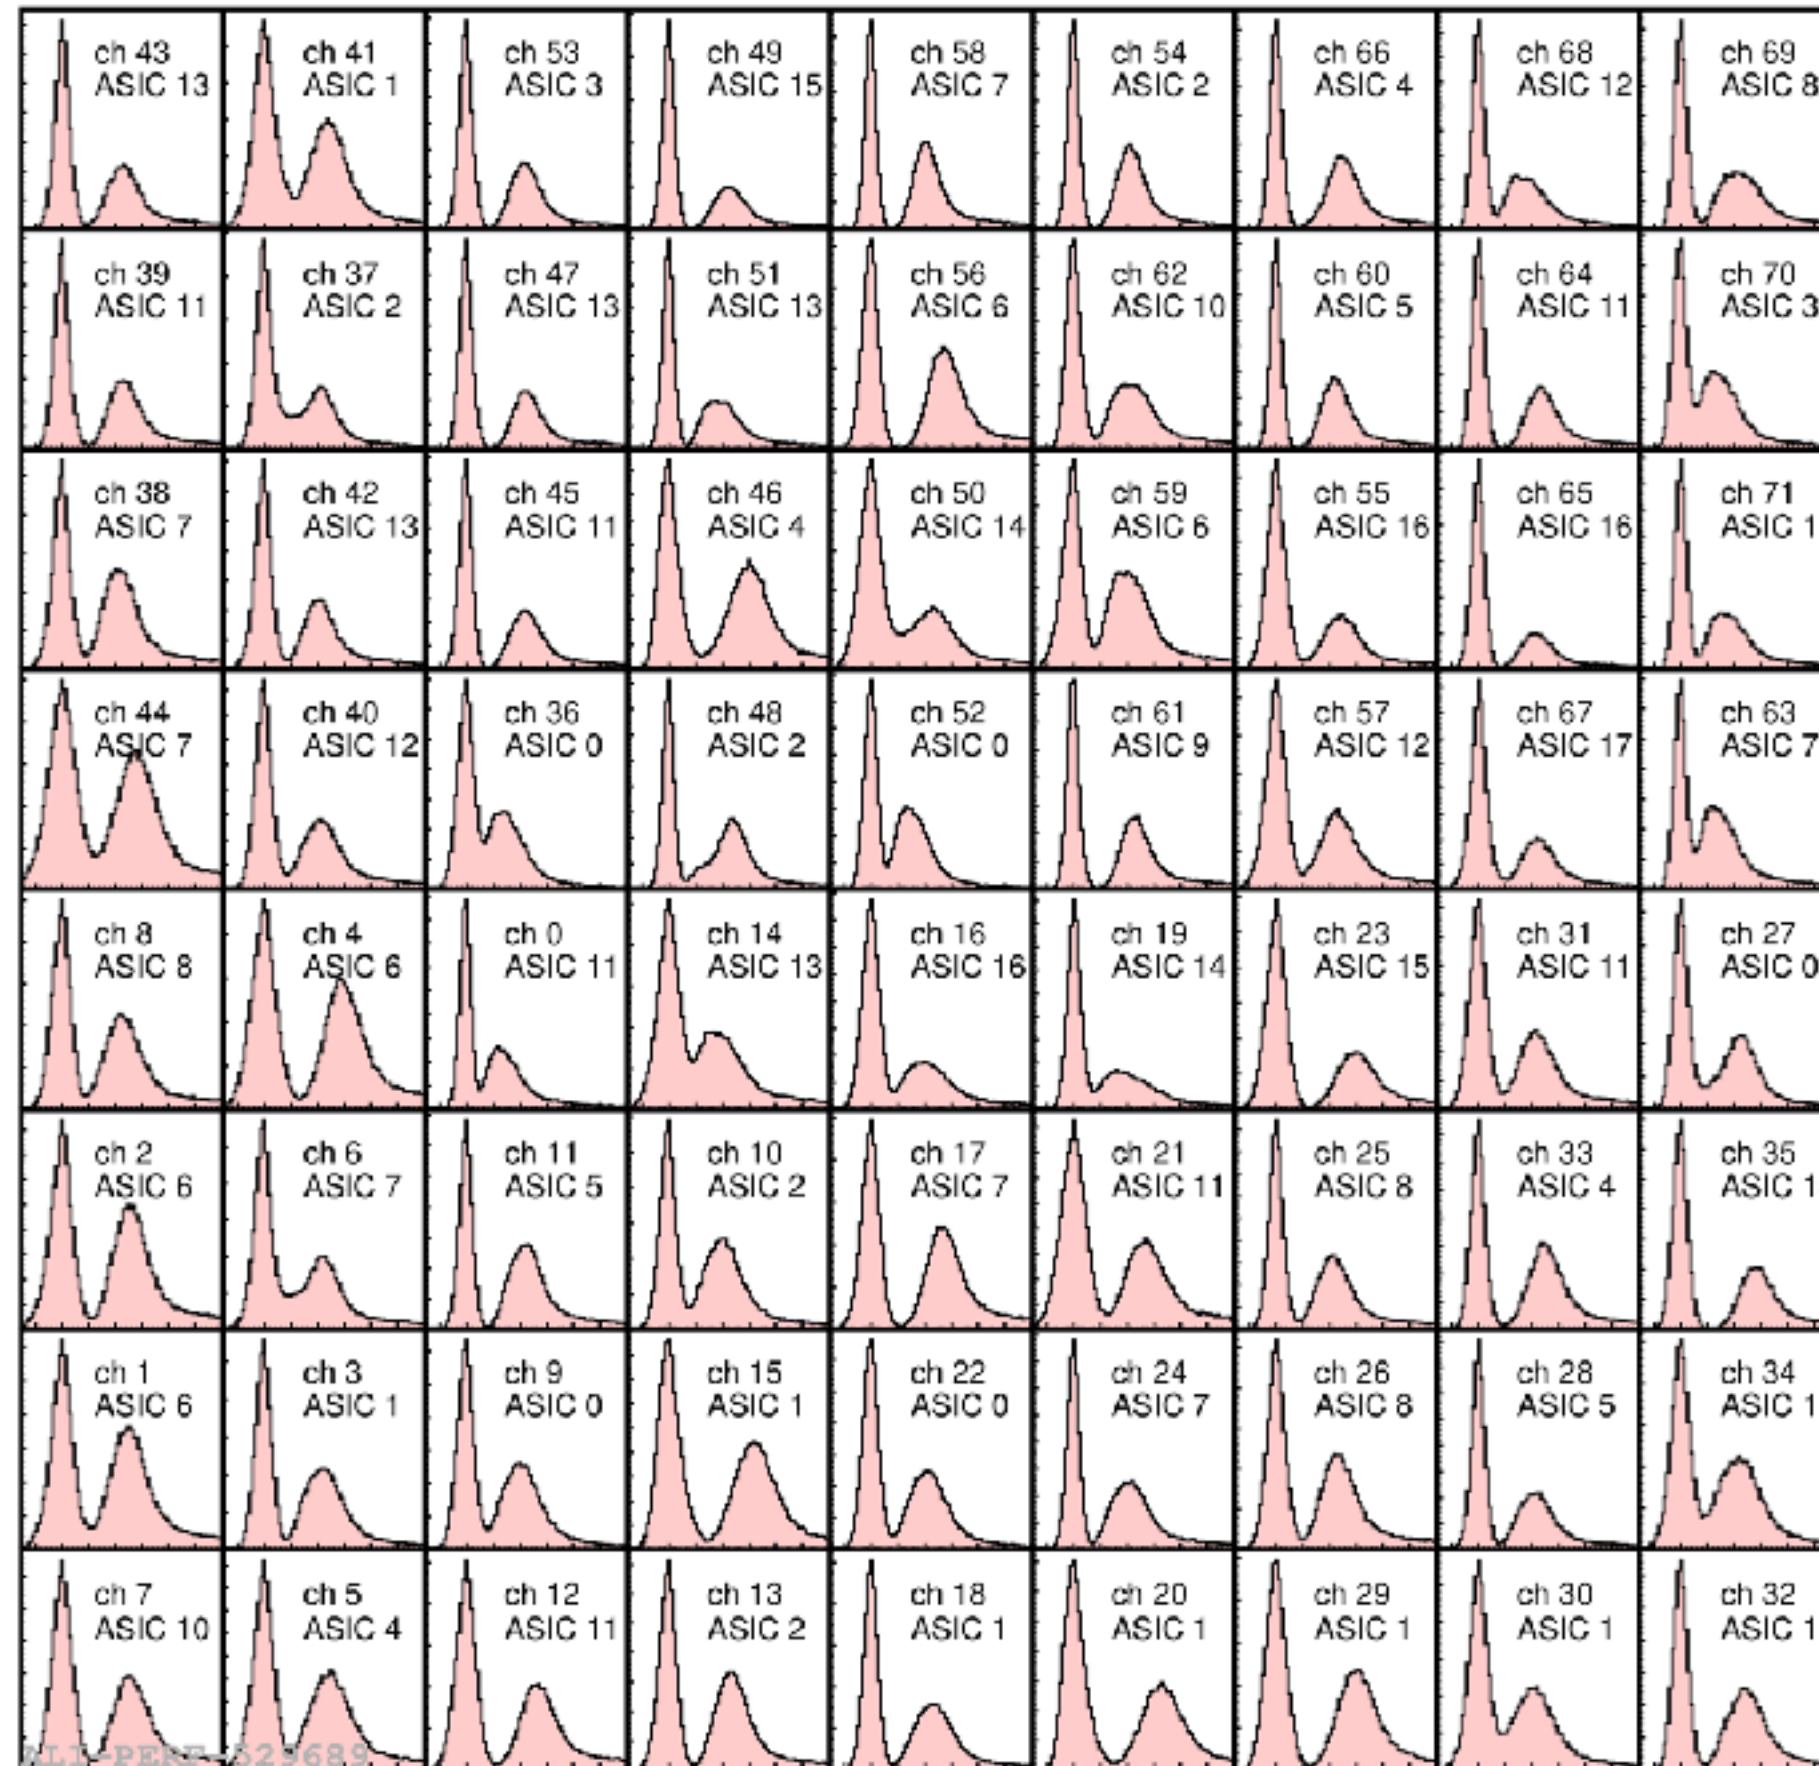 ch 43
ASIC 13
ch 41
ASIC 1
ch 53
ASIC 3
ch 49
ASIC 15
ch 58
ASIC 7
ch 54
ASIC 2
ch 66
ASIC 4
ch 68
ASIC 12
ch 69
ASIC 8
ch 39
ASIC 11
ch 37
ASIC 2
ch 47
ASIC 13
ch 51
ASIC 13
ch 56
ASIC 6
ch 62
ASIC 10
ch 60
ASIC 5
ch 64
ASIC 11
ch 70
ASIC 3
ch 38
ASIC 7
ch 42
ASIC 13
ch 45
ASIC 11
ch 46
ASIC 4
ch 50
ASIC 14
ch 59
ASIC 6
ch 55
ASIC 16
ch 65
ASIC 16
ch 71
ASIC 1
ch 44
ASIC 7
ch 40
ASIC 12
ch 36
ASIC 0
ch 48
ASIC 2
ch 52
ASIC 0
ch 61
ASIC 9
ch 57
ASIC 12
ch 67
ASIC 17
ch 63
ASIC 7
ch 8
ASIC 8
ch 4
ASIC 6
ch 0
ASIC 11
ch 14
ASIC 13
ch 16
ASIC 16
ch 19
ASIC 14
ch 23
ASIC 15
ch 31
ASIC 11
ch 27
ASIC 0
ch 2
ASIC 6
ch 6
ASIC 7
ch 11
ASIC 5
ch 10
ASIC 2
ch 17
ASIC 7
ch 21
ASIC 11
ch 25
ASIC 8
ch 33
ASIC 4
ch 35
ASIC 1
ch 1
ASIC 6
ch 3
ASIC 1
ch 9
ASIC 0
ch 15
ASIC 1
ch 22
ASIC 0
ch 24
ASIC 7
ch 26
ASIC 8
ch 28
ASIC 5
ch 34
ASIC 1
ch 7
ASIC 10
ch 5
ASIC 4
ch 12
ASIC 11
ch 13
ASIC 2
ch 18
ASIC 1
ch 20
ASIC 1
ch 29
ASIC 1
ch 30
ASIC 1
ch 32
ASIC 1
ALI-PERF-529689